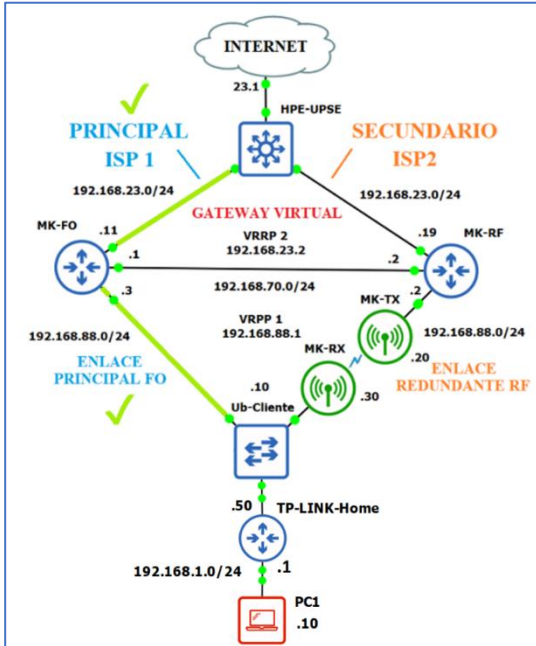 INTERNET
23.1
HPE-UPSE
PRINCIPAL
ISP 1
SECUNDARIO
ISP2
192.168.23.0/24
192.168.23.0/24
GATEWAY VIRTUAL
MK-FO
.11
VRRP 2
192.168.23.2
.19
MK-RF
.1
.2
192.168.70.0/24
.3
.2
MK-TX
192.168.88.0/24
VRPP 1
192.168.88.1
192.168.88.0/24
MK-RX
.20
ENLACE
PRINCIPAL FO
ENLACE
REDUNDANTE RF
.10
.30
Ub-Cliente
.50
TP-LINK-Home
192.168.1.0/24
.1
PC1
.10